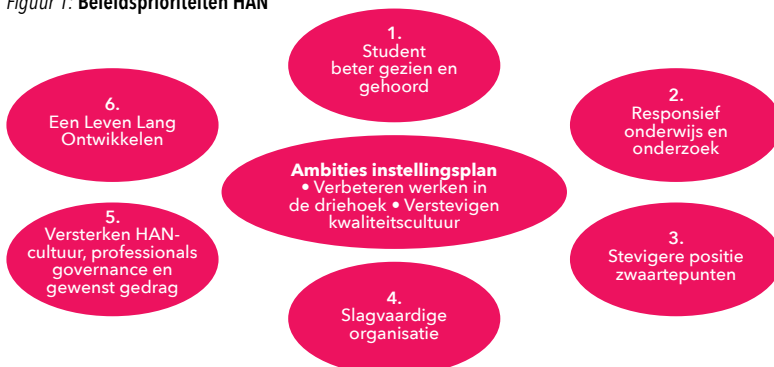 Figuur 1: Beleidsprioriteiten HAN
1.
Student
beter gezien en
gehoord
2.
Responsief
onderwijs en
onderzoek
3.
Stevigere positie
zwaartepunten
4.
Slagvaardige
organisatie
5.
Versterken HAN-
cultuur, professionals
governance en
gewenst gedrag
6.
Een Leven Lang
Ontwikkelen
Ambities instellingsplan
• Verbeteren werken in
de driehoek • Verstevigen
kwaliteitscultuur